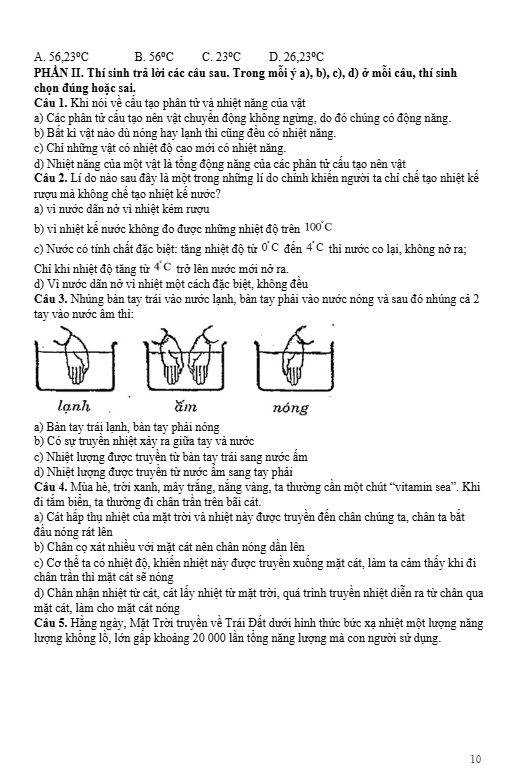 A. 56,23°C B. 56°C C. 23°C D. 26,23°C
PHẦN II. Thí sinh trả lời các câu sau. Trong mỗi ý a), b), c), d) ở mỗi câu, thí sinh
chọn đúng hoặc sai.
Câu 1. Khi nói về cấu tạo phân tử và nhiệt năng của vật
a) Các phân tử cấu tạo nên vật chuyển động không ngừng, do đó chúng có động năng.
b) Bất kì vật nào dù nóng hay lạnh thì cũng đều có nhiệt năng.
c) Chỉ những vật có nhiệt độ cao mới có nhiệt năng.
d) Nhiệt năng của một vật là tổng động năng của các phân tử cấu tạo nên vật
Câu 2. Lí do nào sau đây là một trong những lí do chính khiến người ta chỉ chế tạo nhiệt kế
rượu mà không chế tạo nhiệt kế nước?
a) vì nước dãn nở vì nhiệt kém rượu
b) vì nhiệt kế nước không đo được những nhiệt độ trên 100°C
c) Nước có tính chất đặc biệt: tăng nhiệt độ từ 0°C đến 4°C thì nước co lại, không nở ra;
Chỉ khi nhiệt độ tăng từ 4°C trở lên nước mới nở ra.
d) Vì nước dãn nở vì nhiệt một cách đặc biệt, không đều
Câu 3. Nhúng bàn tay trái vào nước lạnh, bàn tay phải vào nước nóng và sau đó nhúng cả 2
tay vào nước ấm thì:
lạnh ấm nóng
a) Bàn tay trái lạnh, bàn tay phải nóng
b) Có sự truyền nhiệt xảy ra giữa tay và nước
c) Nhiệt lượng được truyền từ bàn tay trái sang nước ấm
d) Nhiệt lượng được truyền từ nước ấm sang tay phải
Câu 4. Mùa hè, trời xanh, mây trắng, nắng vàng, ta thường cần một chút “vitamin sea”. Khi
đi tắm biển, ta thường đi chân trần trên bãi cát.
a) Cát hấp thụ nhiệt của mặt trời và nhiệt này được truyền đến chân chúng ta, chân ta bắt
đầu nóng rát lên
b) Chân cọ xát nhiều với mặt cát nên chân nóng dần lên
c) Cơ thể ta có nhiệt độ, khiến nhiệt này được truyền xuống mặt cát, làm ta cảm thấy khi đi
chân trần thì mặt cát sẽ nóng
d) Chân nhận nhiệt từ cát, cát lấy nhiệt từ mặt trời, quá trình truyền nhiệt diễn ra từ chân qua
mặt cát, làm cho mặt cát nóng
Câu 5. Hằng ngày, Mặt Trời truyền về Trái Đất dưới hình thức bức xạ nhiệt một lượng năng
lượng khổng lồ, lớn gấp khoảng 20 000 lần tổng năng lượng mà con người sử dụng.
10